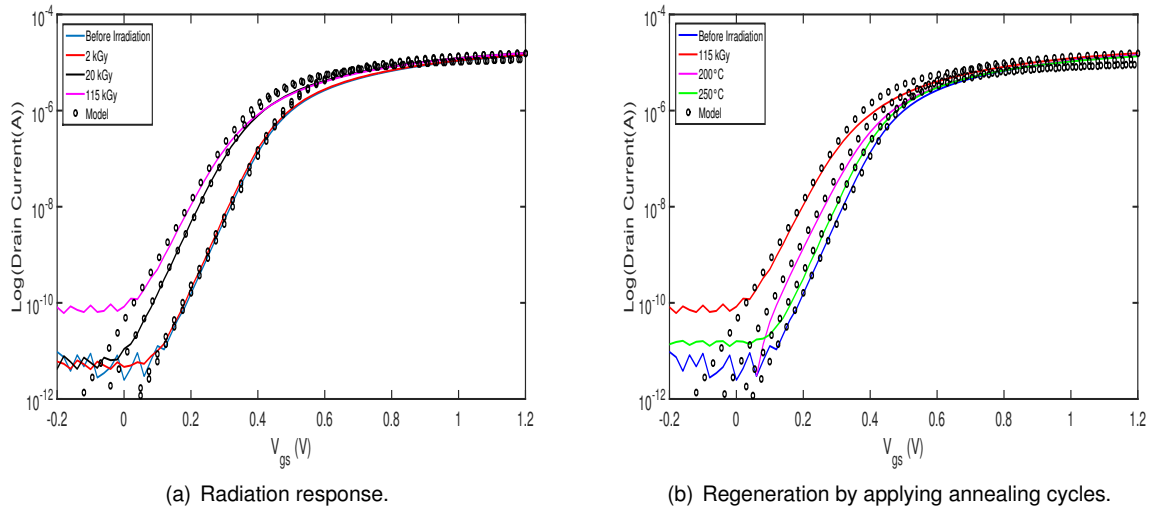 10-4
10-6
10-8
10-10
10-12
Log(Drain Current(A))
Before Irradiation
2 kGy
20 kGy
115 kGy
Model
-0.2 0 0.2 0.4 0.6 0.8 1 1.2
Vgs (V)
(a) Radiation response.
10-4
10-6
10-8
10-10
10-12
Log(Drain Current(A))
Before Irradiation
115 kGy
200°C
250°C
Model
-0.2 0 0.2 0.4 0.6 0.8 1 1.2
Vgs (V)
(b) Regeneration by applying annealing cycles.